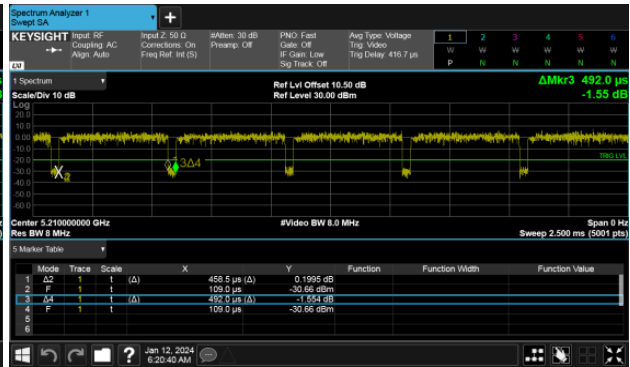 Spectrum Analyzer 1
Swept SA
+
KEYSIGHT Input: RF Input Z: 50 Ω #Atten: 30 dB PNO: Fast Avg Type: Voltage 1 2 3 4 5 6
Coupling: AC Corrections: On Preamp: Off Gate: Off Trig: Video W W W W W W
Align: Auto Freq Ref: Int (S) IF Gain: Low Trig Delay: 416.7 µs P N N N N N
Sig Track: Off
LXI
1 Spectrum Ref Lvl Offset 10.50 dB ΔMkr3 492.0 µs
Scale/Div 10 dB Ref Level 30.00 dBm -1.55 dB
Log
20.0
10.0
0.00
-10.0
TRIG LVL
-20.0
3Δ4
-30.0
-40.0
-50.0
-60.0
Center 5.210000000 GHz #Video BW 8.0 MHz Span 0 Hz
Res BW 8 MHz Sweep 2.500 ms (5001 pts)
5 Marker Table
Mode Trace Scale X Y Function Function Width Function Value
1 Δ2 1 t (Δ) 458.5 µs (Δ) 0.1995 dB
2 F 1 t 109.0 µs -30.66 dBm
3 Δ4 1 t (Δ) 492.0 µs (Δ) -1.554 dB
4 F 1 t 109.0 µs -30.66 dBm
5
6
? Jan 12, 2024
6:20:40 AM